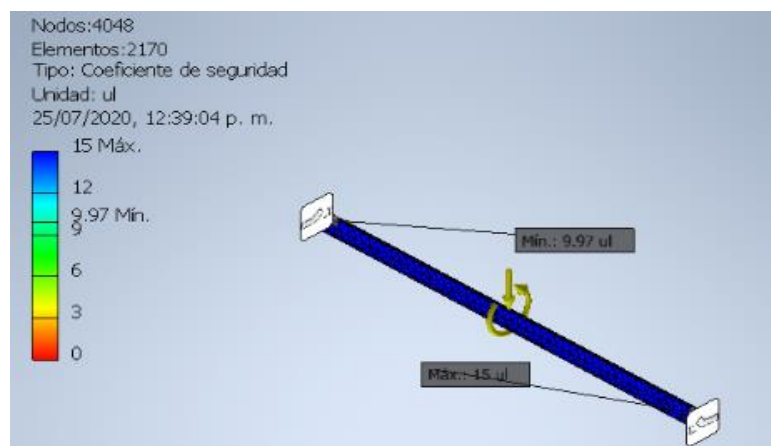 Nodos:4048
Elementos:2170
Tipo: Coeficiente de seguridad
Unidad: ul
25/07/2020, 12:39:04 p. m.
15 Máx.
12
9.97 Mín.
9
6
3
0
Mín.: 9.97 ul
Máx.: 15 ul